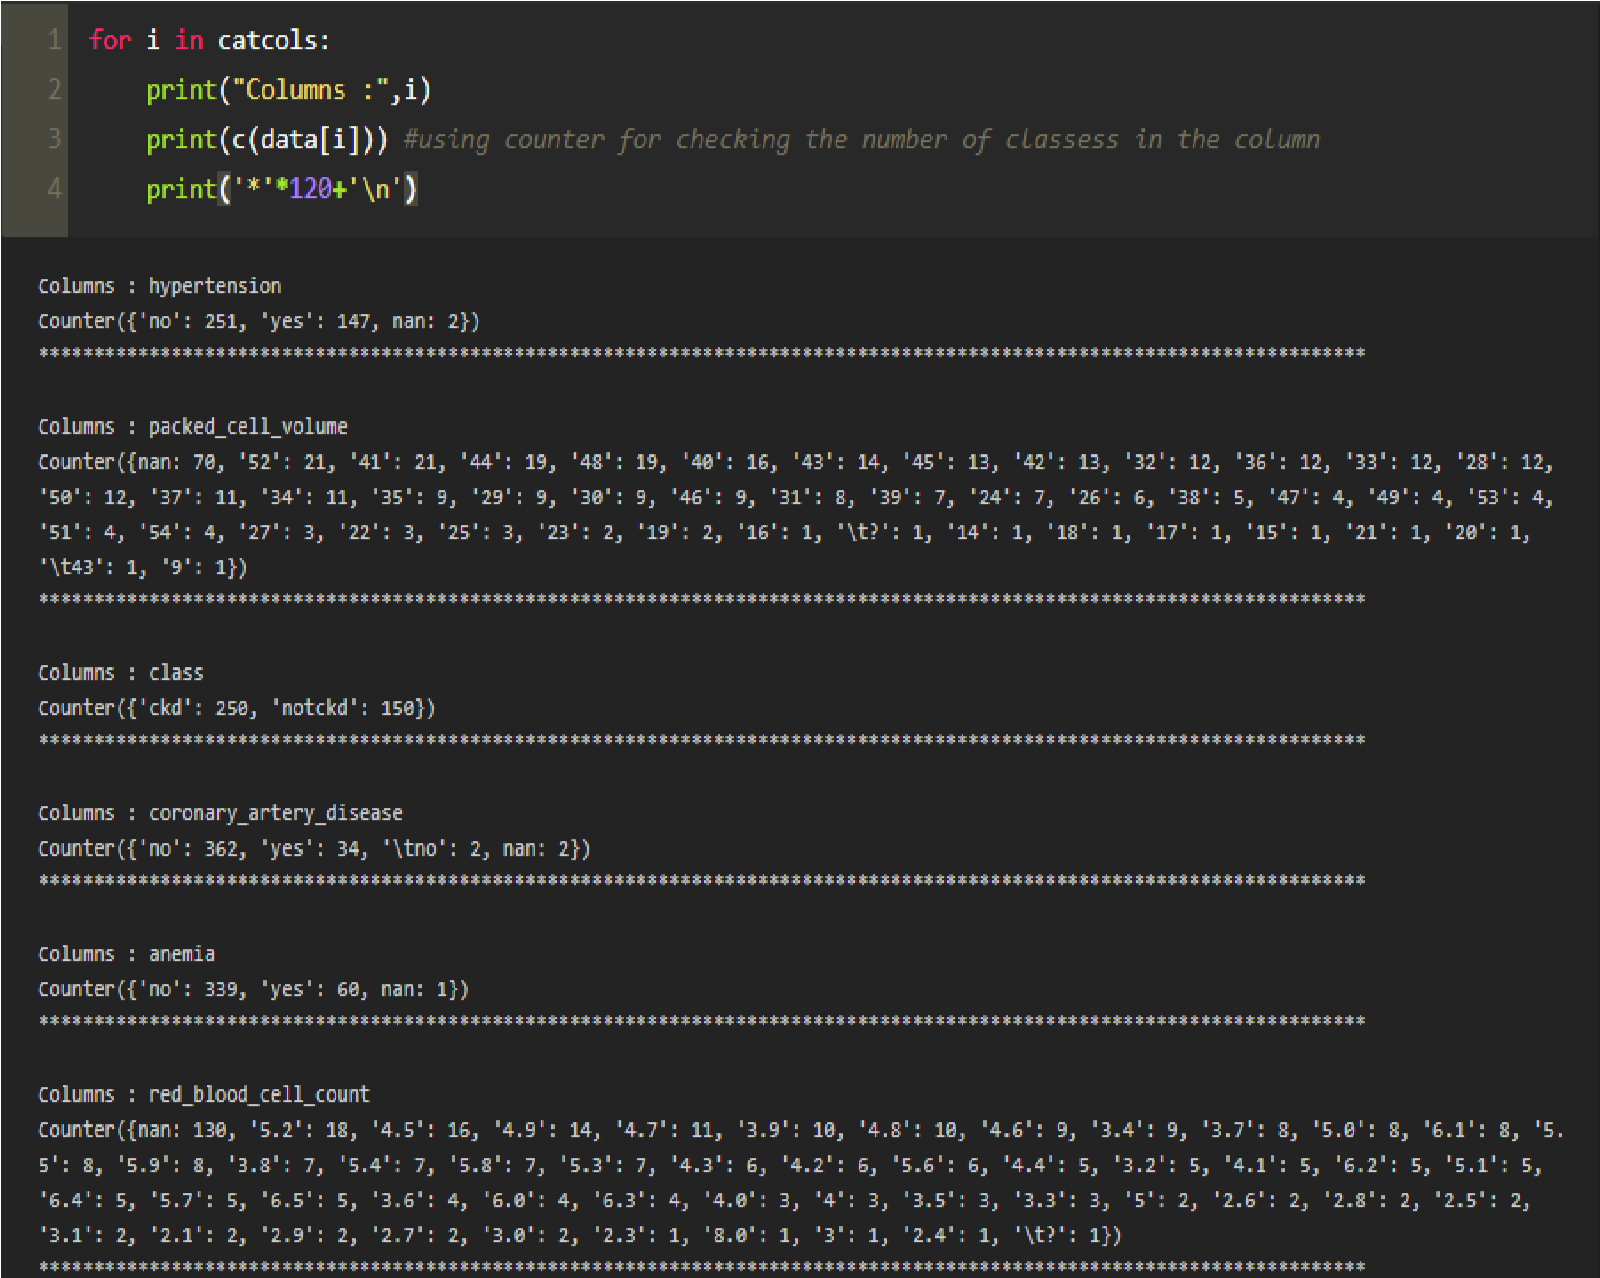 1 for i in catcols:
2 print("Columns :",i)
3 print(c(data[i])) #using counter for checking the number of classess in the column
4 print('*'*120+'\n')
Columns : hypertension
Counter({'no': 251, 'yes': 147, nan: 2})
************************************************************************************************************************
Columns : packed_cell_volume
Counter({nan: 70, '52': 21, '41': 21, '44': 19, '48': 19, '40': 16, '43': 14, '45': 13, '42': 13, '32': 12, '36': 12, '33': 12, '28': 12,
'50': 12, '37': 11, '34': 11, '35': 9, '29': 9, '30': 9, '46': 9, '31': 8, '39': 7, '24': 7, '26': 6, '38': 5, '47': 4, '49': 4, '53': 4,
'51': 4, '54': 4, '27': 3, '22': 3, '25': 3, '23': 2, '19': 2, '16': 1, '\t?': 1, '14': 1, '18': 1, '17': 1, '15': 1, '21': 1, '20': 1,
'\t43': 1, '9': 1})
************************************************************************************************************************
Columns : class
Counter({'ckd': 250, 'notckd': 150})
************************************************************************************************************************
Columns : coronary_artery_disease
Counter({'no': 362, 'yes': 34, '\tno': 2, nan: 2})
************************************************************************************************************************
Columns : anemia
Counter({'no': 339, 'yes': 60, nan: 1})
************************************************************************************************************************
Columns : red_blood_cell_count
Counter({nan: 130, '5.2': 18, '4.5': 16, '4.9': 14, '4.7': 11, '3.9': 10, '4.8': 10, '4.6': 9, '3.4': 9, '3.7': 8, '5.0': 8, '6.1': 8, '5.
5': 8, '5.9': 8, '3.8': 7, '5.4': 7, '5.8': 7, '5.3': 7, '4.3': 6, '4.2': 6, '5.6': 6, '4.4': 5, '3.2': 5, '4.1': 5, '6.2': 5, '5.1': 5,
'6.4': 5, '5.7': 5, '6.5': 5, '3.6': 4, '6.0': 4, '6.3': 4, '4.0': 3, '4': 3, '3.5': 3, '3.3': 3, '5': 2, '2.6': 2, '2.8': 2, '2.5': 2,
'3.1': 2, '2.1': 2, '2.9': 2, '2.7': 2, '3.0': 2, '2.3': 1, '8.0': 1, '3': 1, '2.4': 1, '\t?': 1})
************************************************************************************************************************